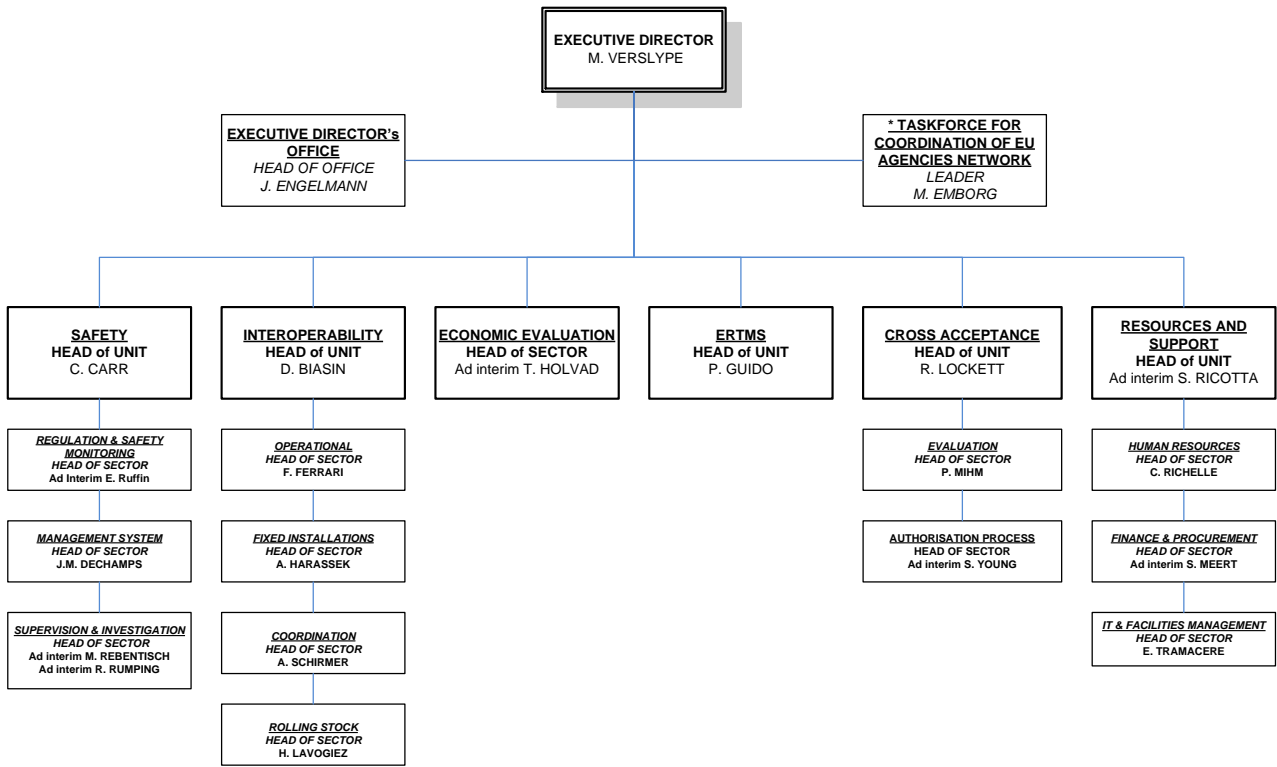 EXECUTIVE DIRECTOR
M. VERSLYPE
EXECUTIVE DIRECTOR's
OFFICE
HEAD OF OFFICE
J. ENGELMANN
* TASKFORCE FOR
COORDINATION OF EU
AGENCIES NETWORK
LEADER
M. EMBORG
SAFETY
HEAD of UNIT
C. CARR
INTEROPERABILITY
HEAD of UNIT
D. BIASIN
ECONOMIC EVALUATION
HEAD of SECTOR
Ad interim T. HOLVAD
ERTMS
HEAD of UNIT
P. GUIDO
CROSS ACCEPTANCE
HEAD of UNIT
R. LOCKETT
RESOURCES AND
SUPPORT
HEAD of UNIT
Ad interim S. RICOTTA
REGULATION & SAFETY
MONITORING
HEAD OF SECTOR
Ad Interim E. Ruffin
MANAGEMENT SYSTEM
HEAD OF SECTOR
J.M. DECHAMPS
SUPERVISION & INVESTIGATION
HEAD OF SECTOR
Ad interim M. REBENTISCH
Ad interim R. RUMPING
OPERATIONAL
HEAD OF SECTOR
F. FERRARI
FIXED INSTALLATIONS
HEAD OF SECTOR
A. HARASSEK
COORDINATION
HEAD OF SECTOR
A. SCHIRMER
ROLLING STOCK
HEAD OF SECTOR
H. LAVOGIEZ
EVALUATION
HEAD OF SECTOR
P. MIHM
AUTHORISATION PROCESS
HEAD OF SECTOR
Ad interim S. YOUNG
HUMAN RESOURCES
HEAD OF SECTOR
C. RICHELLE
FINANCE & PROCUREMENT
HEAD OF SECTOR
Ad interim S. MEERT
IT & FACILITIES MANAGEMENT
HEAD OF SECTOR
E. TRAMACERE